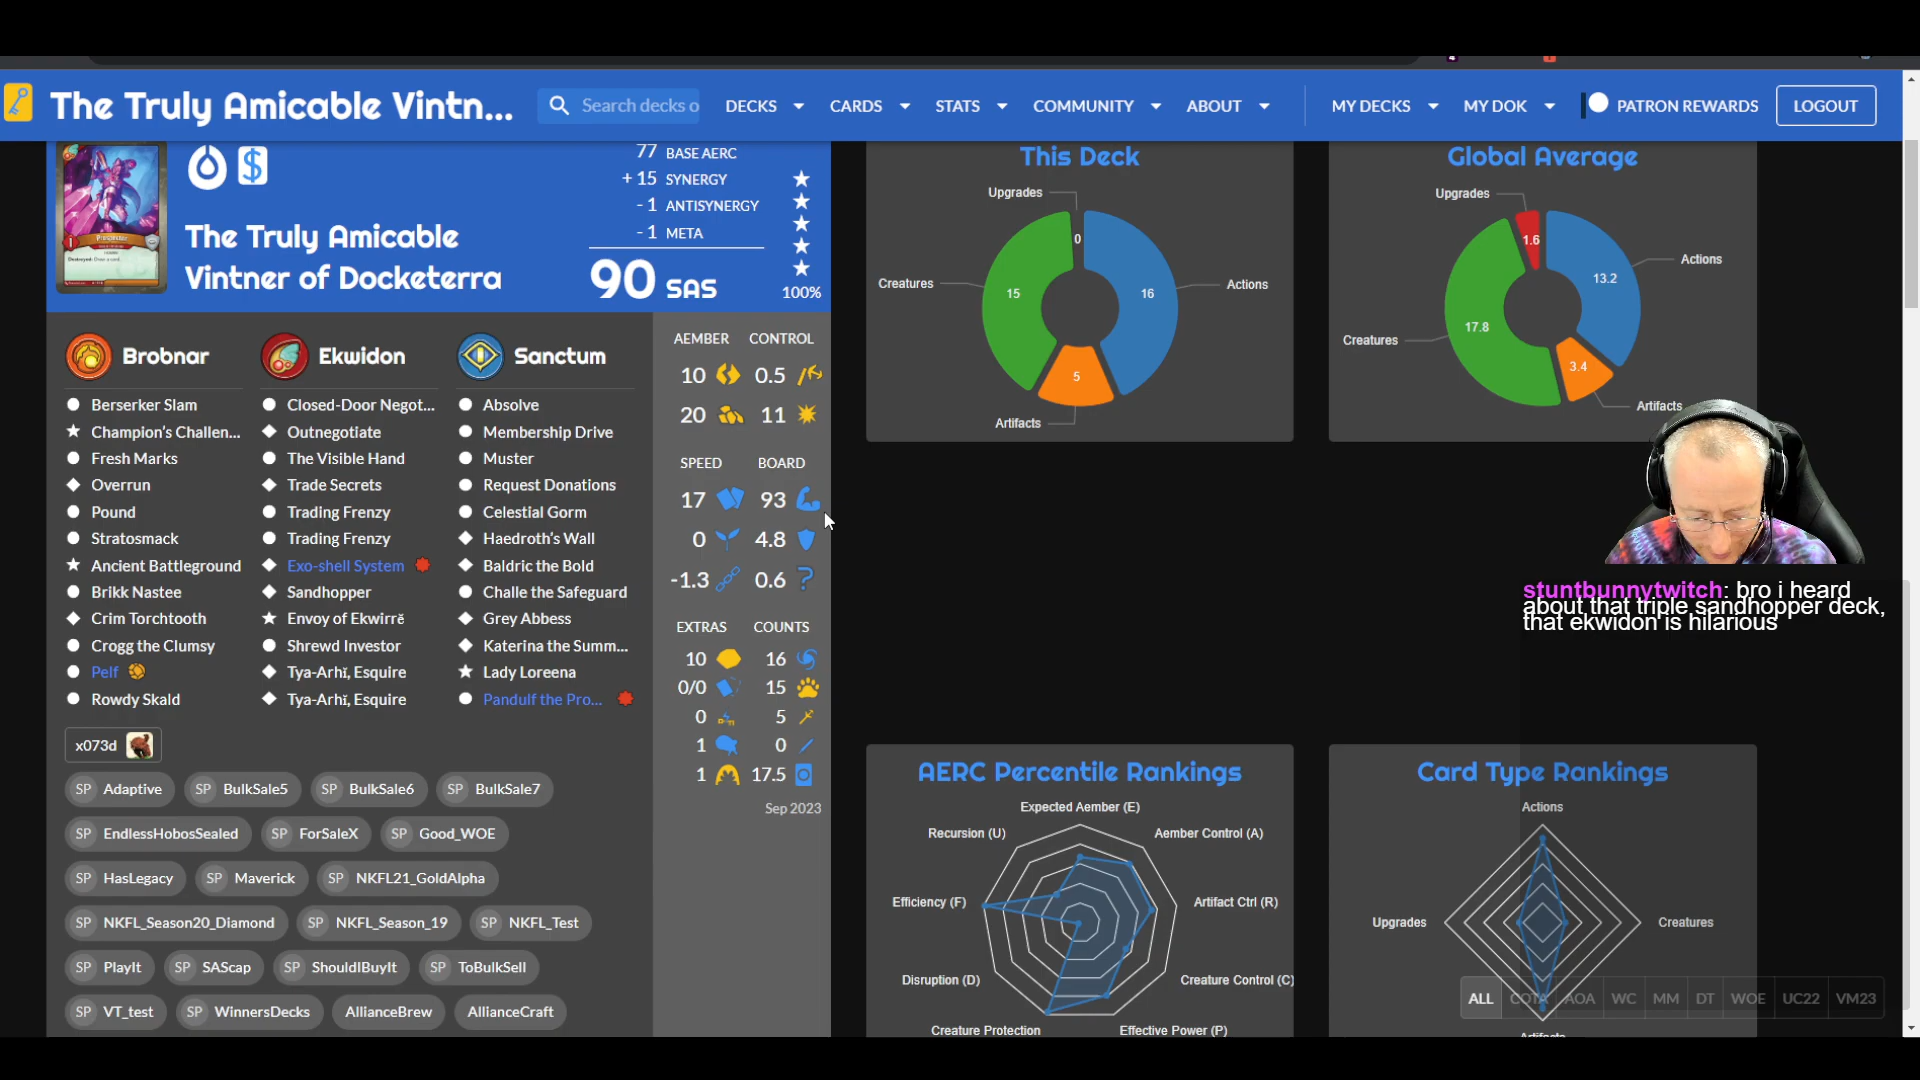 The Truly Amicable Vintn...
Search decks o
DECKS
CARDS
STATS
COMMUNITY
ABOUT
MY DECKS
MY DOK
PATRON REWARDS
LOGOUT
77 BASE AERC
+ 15 SYNERGY
- 1 ANTISYNERGY
- 1 META
90 SAS
100%
The Truly Amicable
Vintner of Docketerra
Brobnar
Berserker Slam
Champion's Challen...
Fresh Marks
Overrun
Pound
Stratosmack
Ancient Battleground
Brikk Nastee
Crim Torchtooth
Crogg the Clumsy
Pelf
Rowdy Skald
Ekwidon
Closed-Door Negot...
Outnegotiate
The Visible Hand
Trade Secrets
Trading Frenzy
Trading Frenzy
Exo-shell System
Sandhopper
Envoy of Ekwirrĕ
Shrewd Investor
Tya-Arhĭ, Esquire
Tya-Arhĭ, Esquire
Sanctum
Absolve
Membership Drive
Muster
Request Donations
Celestial Gorm
Haedroth's Wall
Baldric the Bold
Challe the Safeguard
Grey Abbess
Katerina the Summ...
Lady Loreena
Pandulf the Pro...
AEMBER CONTROL
10 0.5
20 11
SPEED BOARD
17 93
0 4.8
-1.3 0.6
EXTRAS COUNTS
10 16
0/0 15
0 5
1 0
1 17.5
Sep 2023
x073d
SP Adaptive
SP BulkSale5
SP BulkSale6
SP BulkSale7
SP EndlessHobosSealed
SP ForSaleX
SP Good_WOE
SP HasLegacy
SP Maverick
SP NKFL21_GoldAlpha
SP NKFL_Season20_Diamond
SP NKFL_Season_19
SP NKFL_Test
SP PlayIt
SP SAScap
SP ShouldIBuyIt
SP ToBulkSell
SP VT_test
SP WinnersDecks
AllianceBrew
AllianceCraft
This Deck
Upgrades
0
Creatures
15
16
Actions
5
Artifacts
Global Average
Upgrades
1.6
Actions
13.2
17.8
Creatures
3.4
Artifacts
stuntbunnytwitch: bro i heard
about that triple sandhopper deck,
that ekwidon is hilarious
AERC Percentile Rankings
Expected Aember (E)
Recursion (U)
Aember Control (A)
Efficiency (F)
Artifact Ctrl (R)
Disruption (D)
Creature Control (C)
Creature Protection
Effective Power (P)
Card Type Rankings
Actions
Upgrades
Creatures
ALL
COTA
AOA
WC
MM
DT
WOE
UC22
VM23
Artifacts